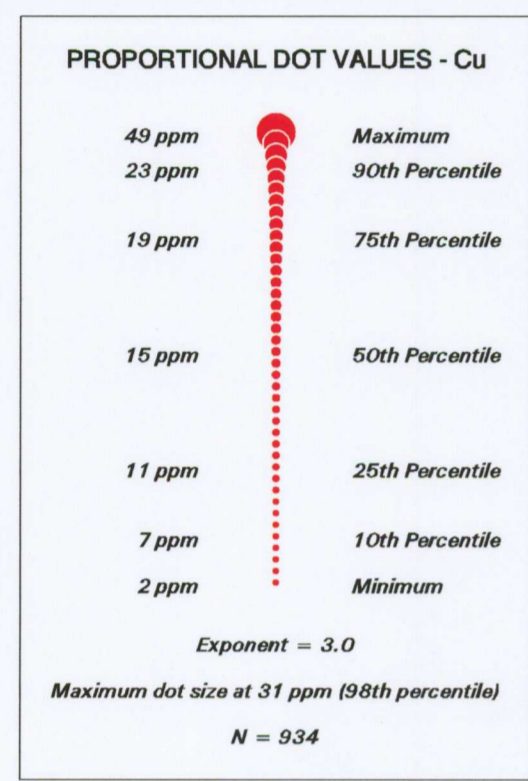 PROPORTIONAL DOT VALUES - Cu
49 ppm Maximum
23 ppm 90th Percentile
19 ppm 75th Percentile
15 ppm 50th Percentile
11 ppm 25th Percentile
7 ppm 10th Percentile
2 ppm Minimum
Exponent = 3.0
Maximum dot size at 31 ppm (98th percentile)
N = 934